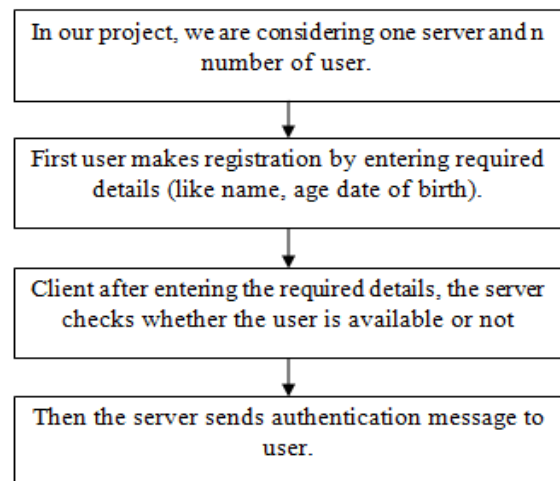 In our project, we are considering one server and n
number of user.
First user makes registration by entering required
details (like name, age date of birth).
Client after entering the required details, the server
checks whether the user is available or not
Then the server sends authentication message to
user.